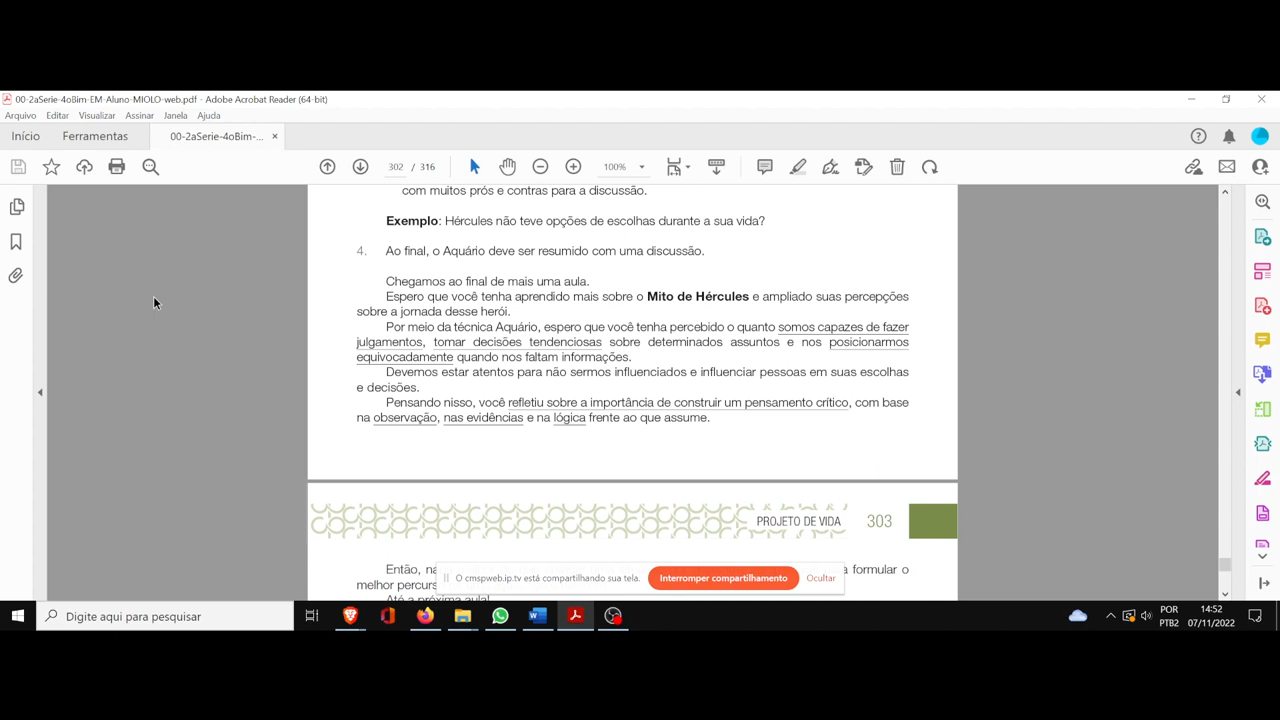 00-2aSerie-4oBim-EM-Aluno-MIOLO-web.pdf - Adobe Acrobat Reader (64-bit)
Arquivo Editar Visualizar Assinar Janela Ajuda
Início Ferramentas 00-2aSerie-4oBim-... ×
302 / 316 100%
com muitos prós e contras para a discussão.
Exemplo: Hércules não teve opções de escolhas durante a sua vida?
4. Ao final, o Aquário deve ser resumido com uma discussão.
Chegamos ao final de mais uma aula.
Espero que você tenha aprendido mais sobre o Mito de Hércules e ampliado suas percepções
sobre a jornada desse herói.
Por meio da técnica Aquário, espero que você tenha percebido o quanto somos capazes de fazer
julgamentos, tomar decisões tendenciosas sobre determinados assuntos e nos posicionarmos
equivocadamente quando nos faltam informações.
Devemos estar atentos para não sermos influenciados e influenciar pessoas em suas escolhas
e decisões.
Pensando nisso, você refletiu sobre a importância de construir um pensamento crítico, com base
na observação, nas evidências e na lógica frente ao que assume.
PROJETO DE VIDA 303
Então, na a formular o
melhor percurs
Até a próxima aula!
O cmspweb.ip.tv está compartilhando sua tela. Interromper compartilhamento Ocultar
Digite aqui para pesquisar
POR 14:52
PTB2 07/11/2022